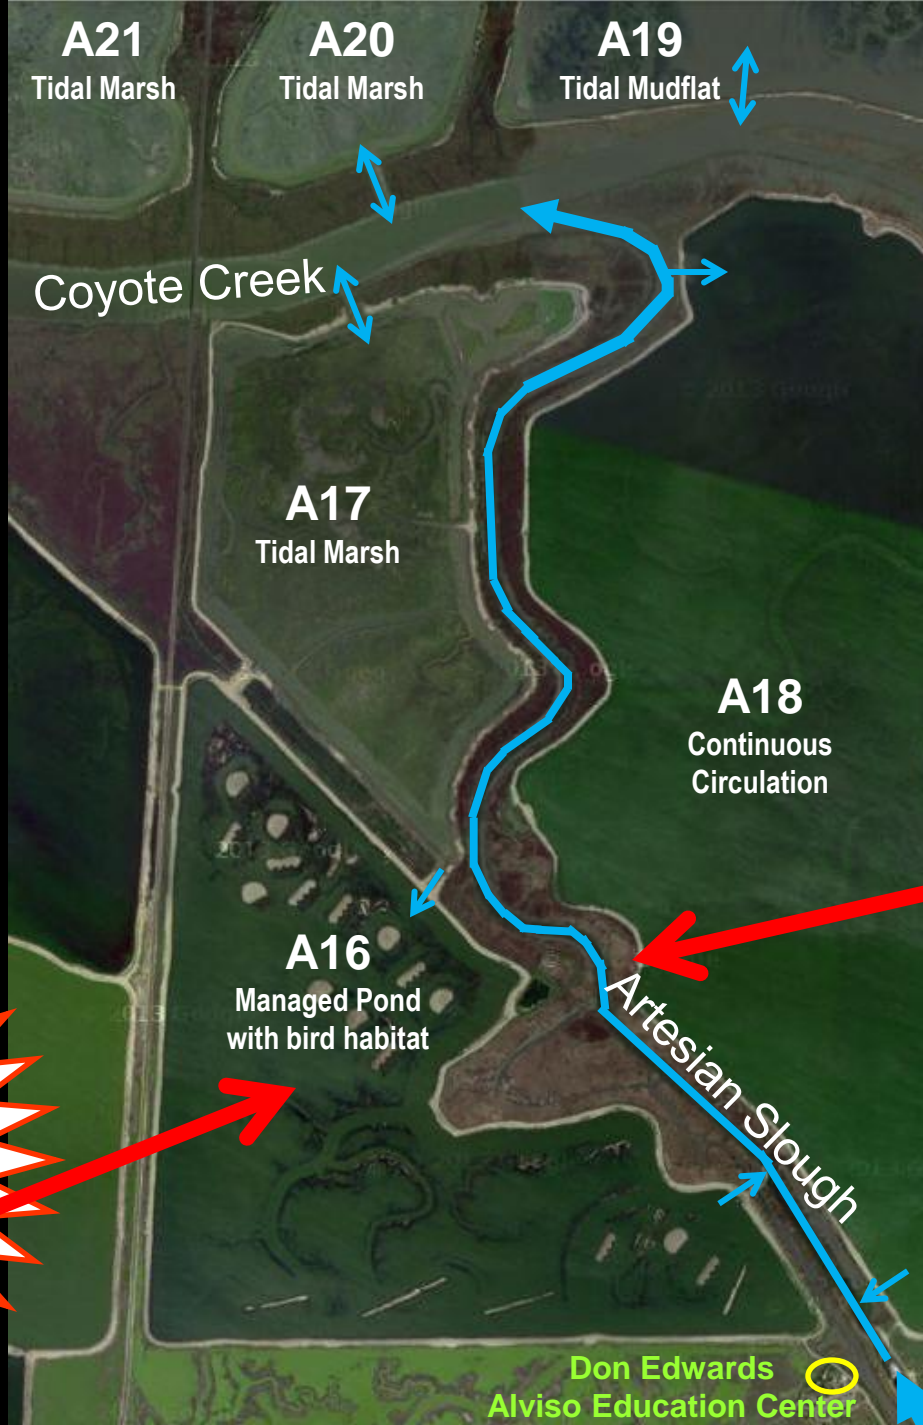 A21
Tidal Marsh
A20
Tidal Marsh
A19
Tidal Mudflat
Coyote Creek
A17
Tidal Marsh
A18
Continuous
Circulation
A16
Managed Pond
with bird habitat
Artesian Slough
Don Edwards
Alviso Education Center